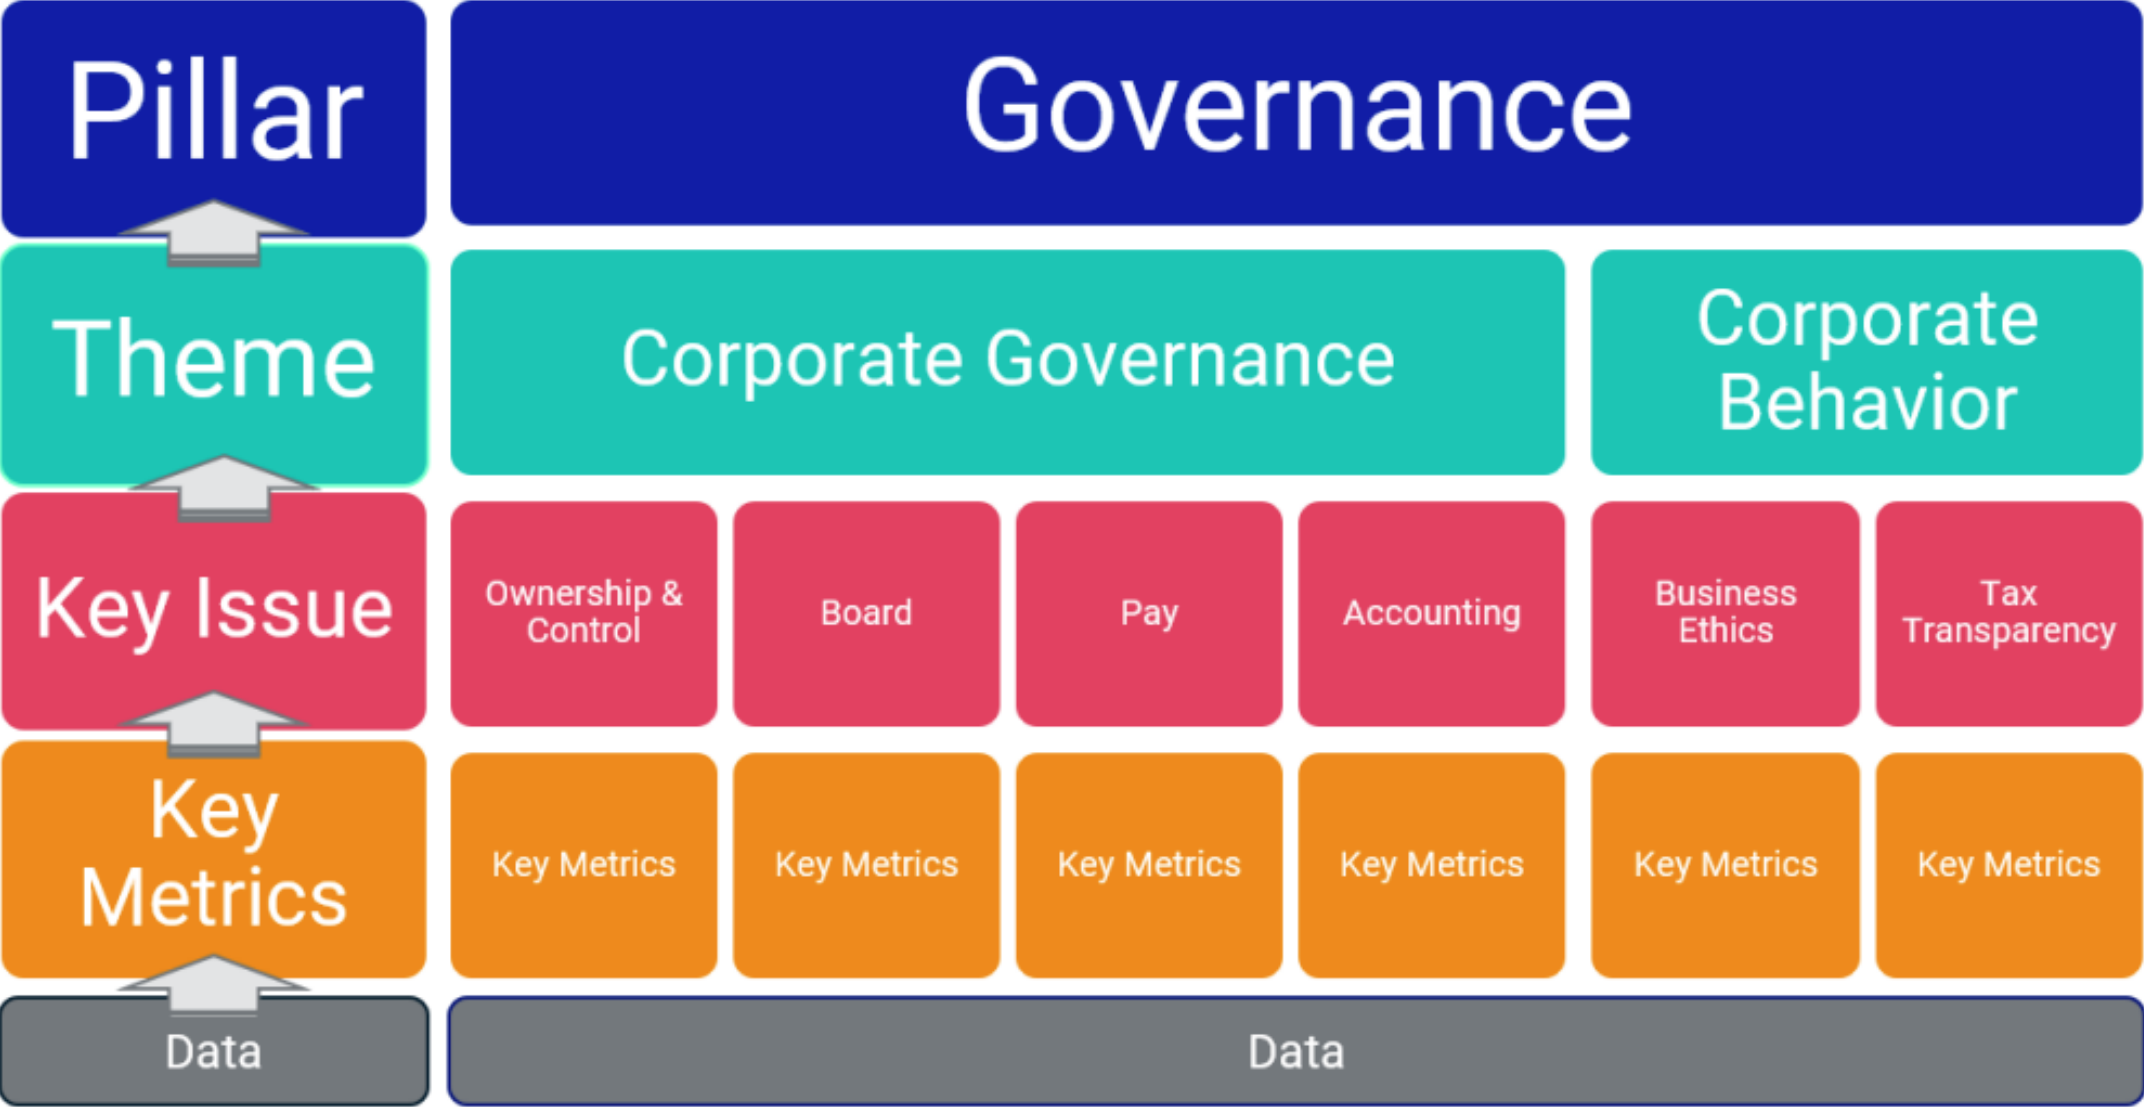 Pillar
Governance
Theme
Corporate Governance
Corporate
Behavior
Key Issue
Ownership &
Control
Board
Pay
Accounting
Business
Ethics
Tax
Transparency
Key
Metrics
Key Metrics
Key Metrics
Key Metrics
Key Metrics
Key Metrics
Key Metrics
Data
Data